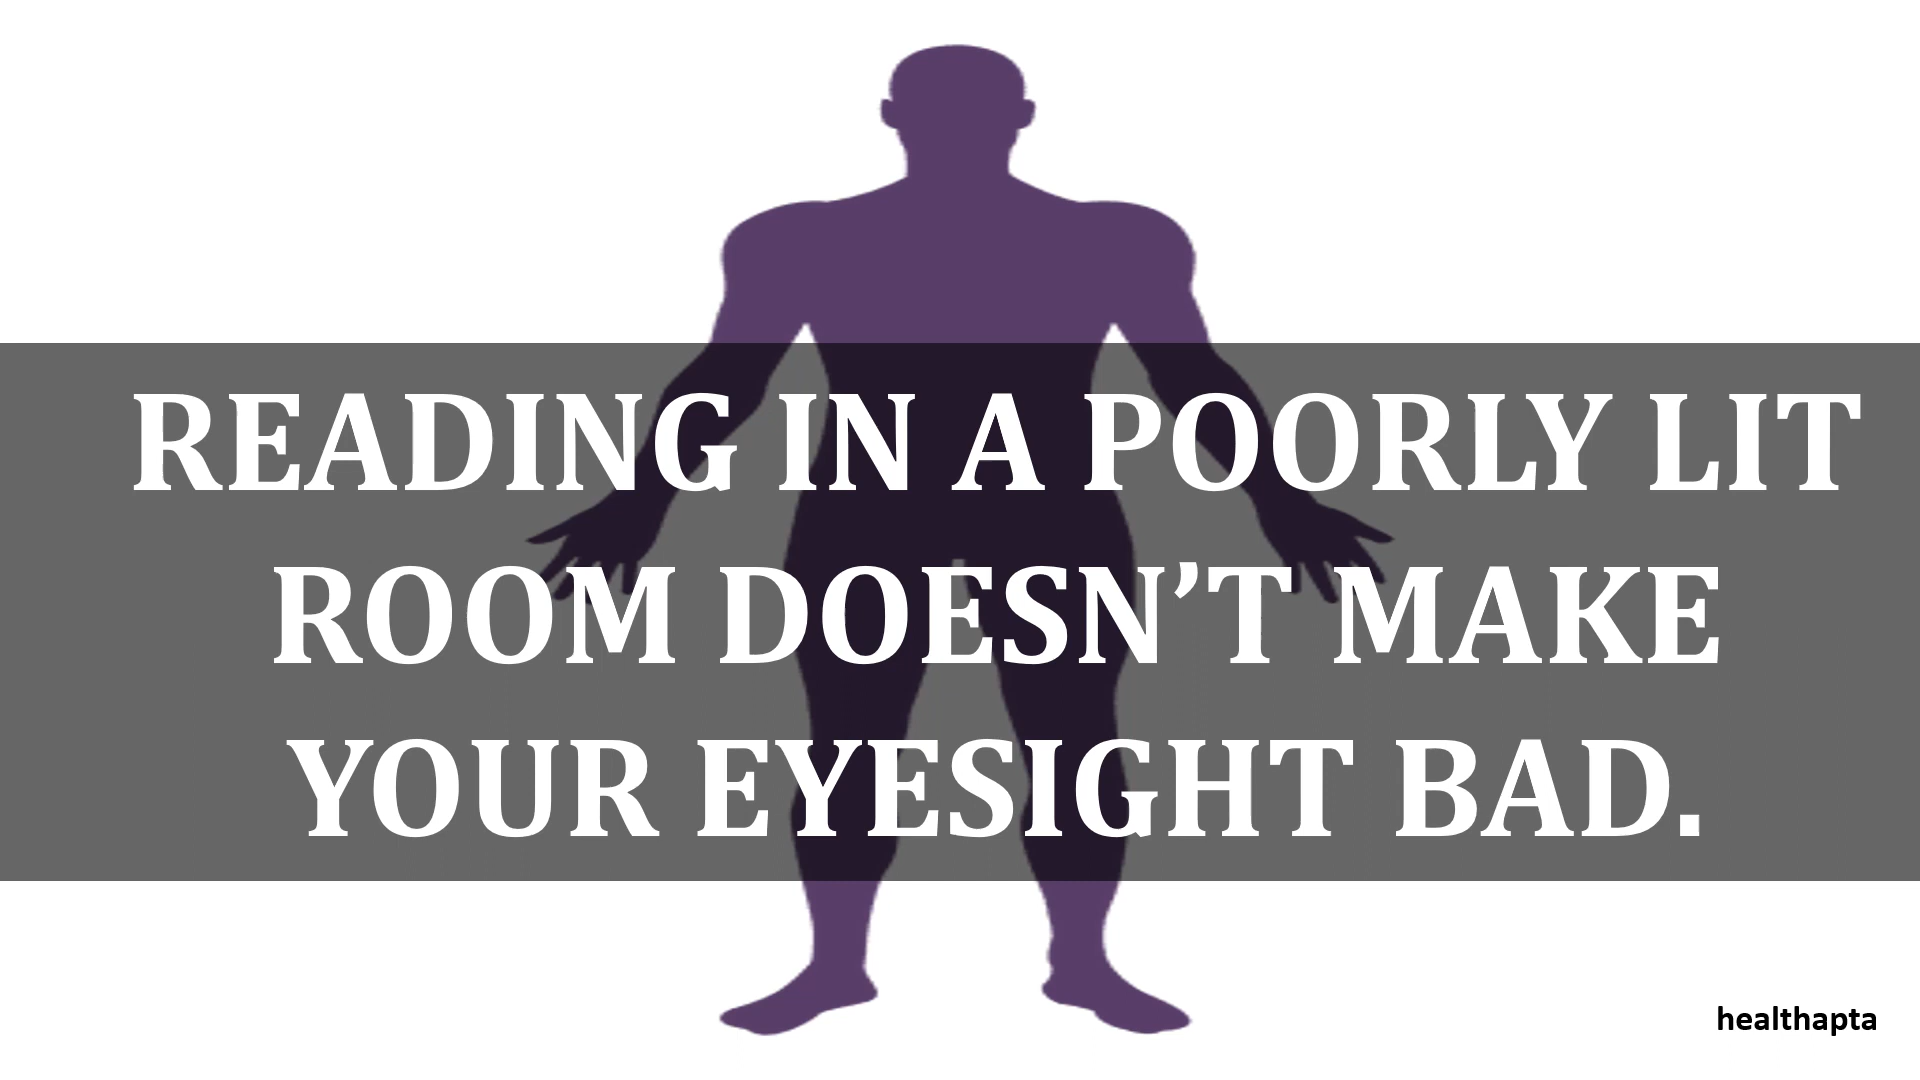 READING IN A POORLY LIT
ROOM DOESN’T MAKE
YOUR EYESIGHT BAD.
healthapta